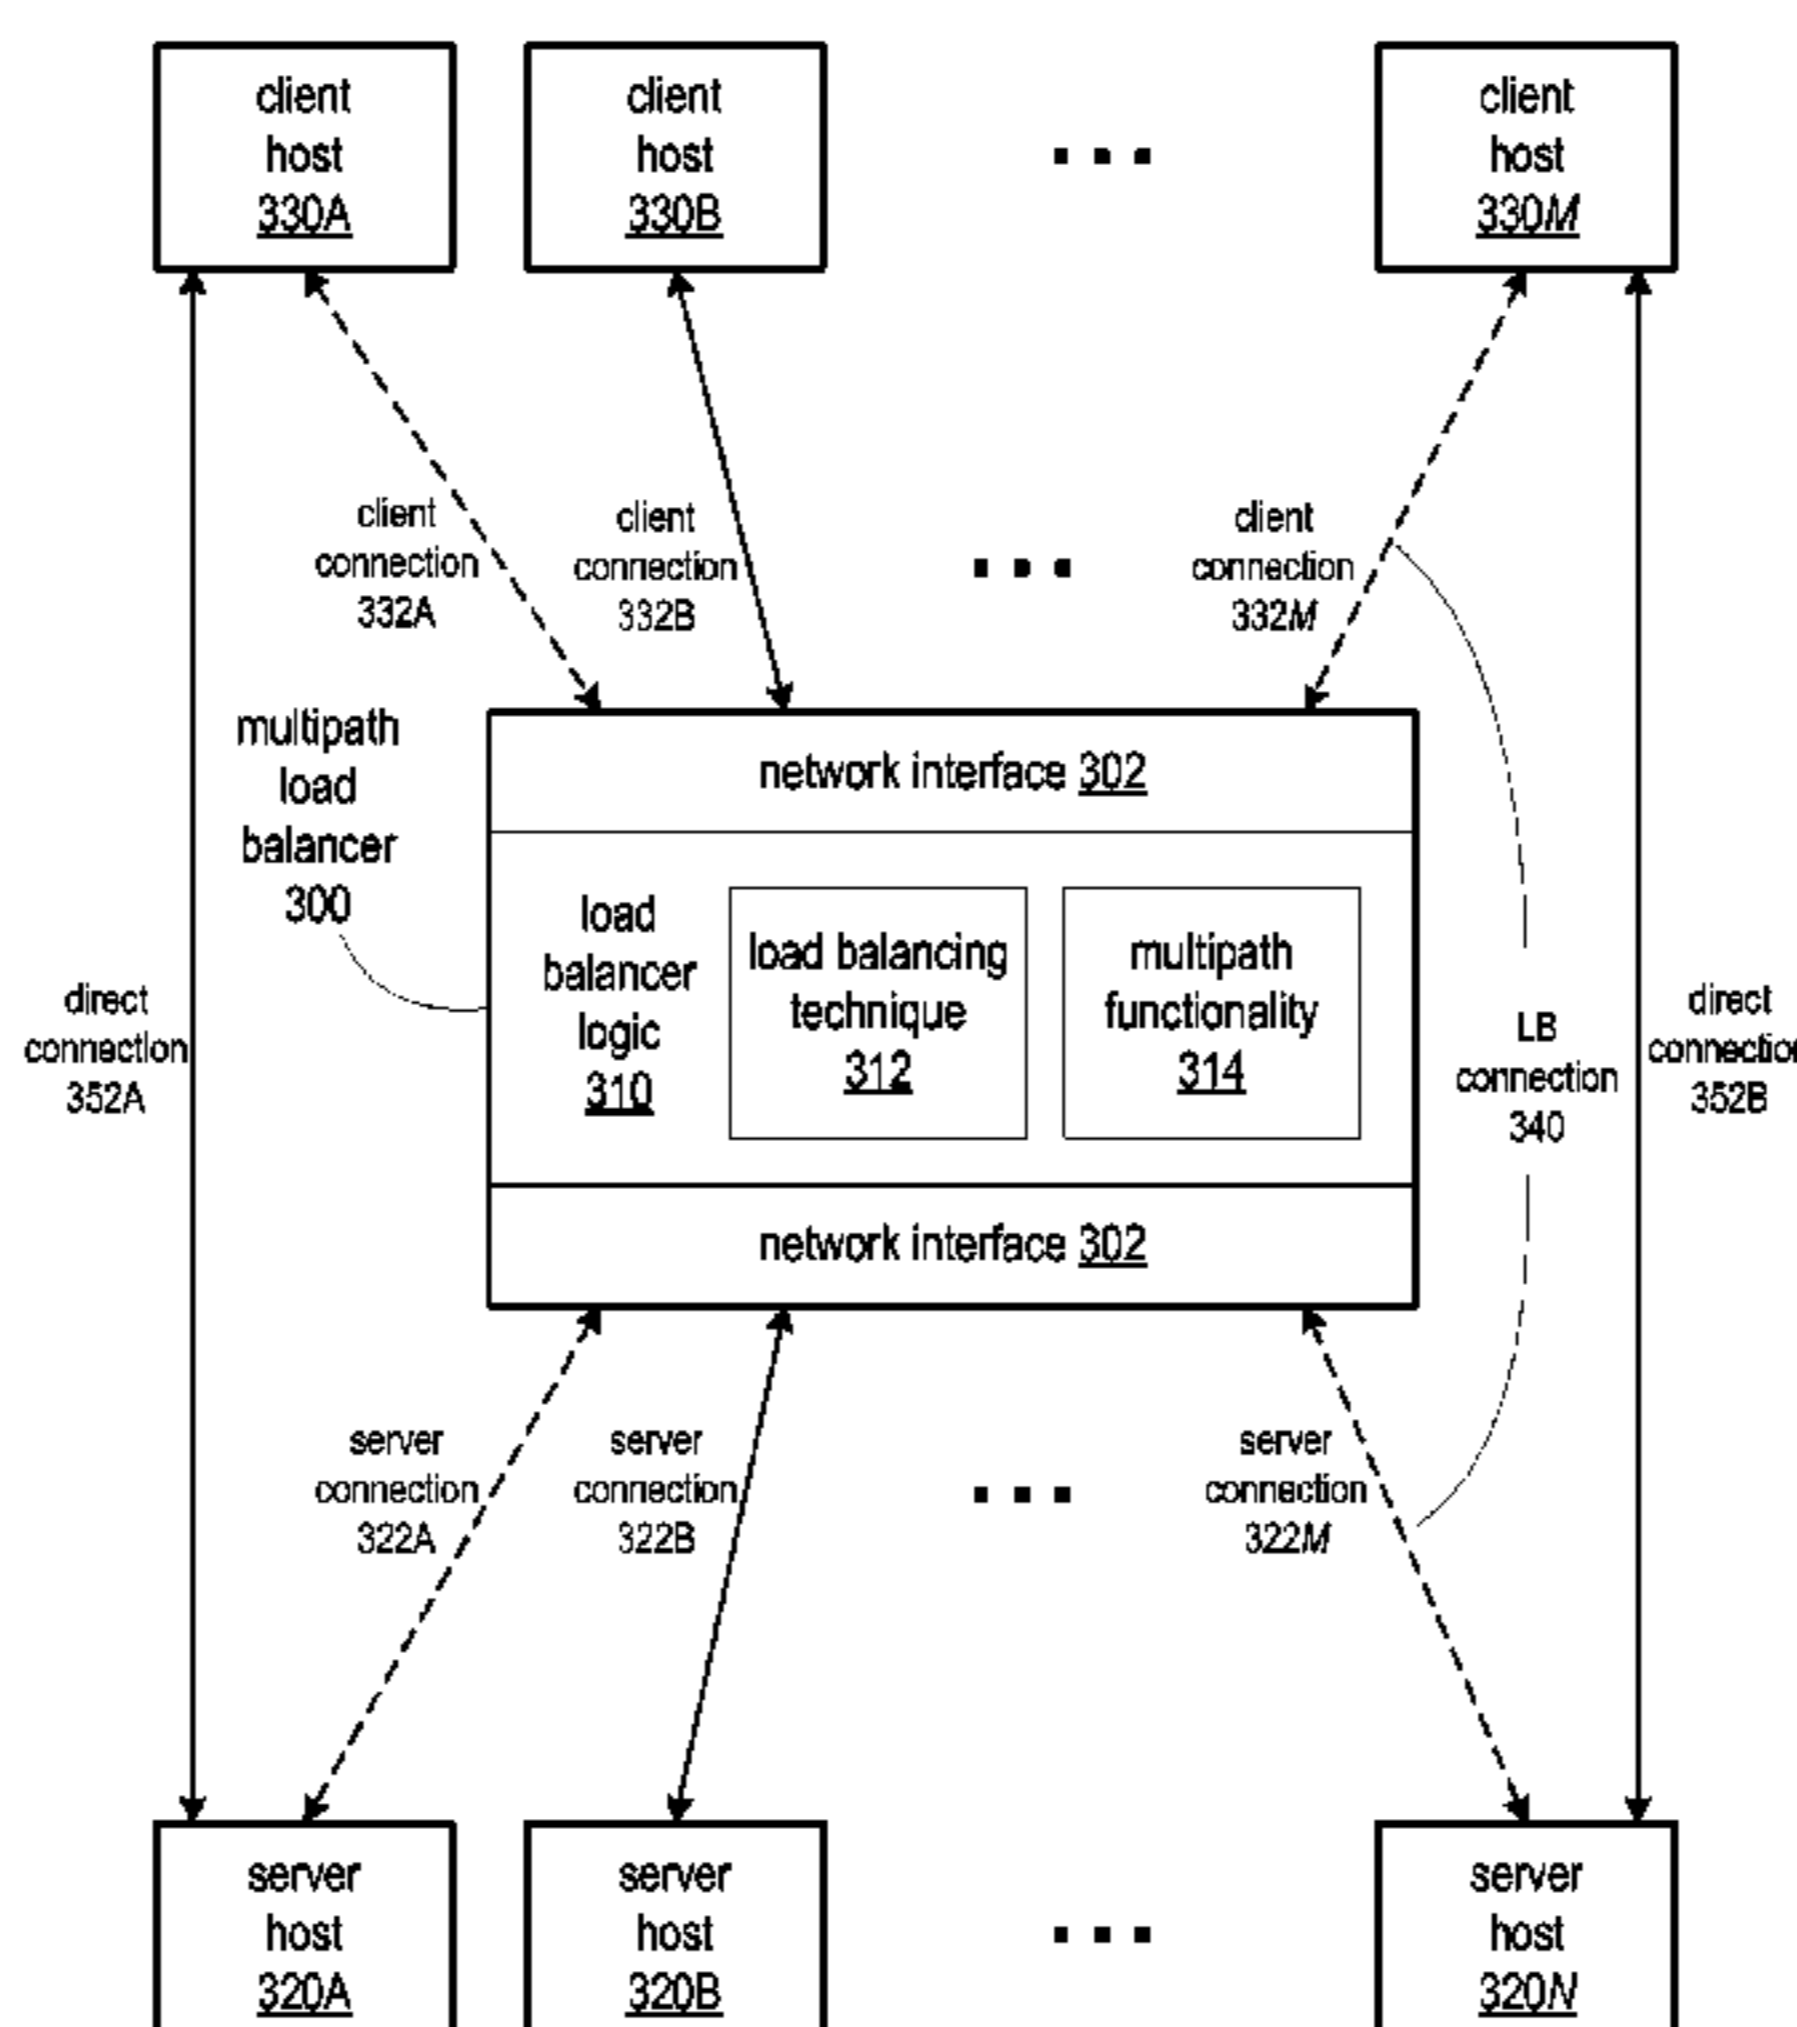 client
host
330A
client
host
330B
client
host
330M
client
connection
332A
client
connection
332B
client
connection
332M
multipath
load
balancer
300
network interface 302
load
balancer
logic
310
load balancing
technique
312
multipath
functionality
314
direct
connection
352A
LB
connection
340
direct
connection
352B
network interface 302
server
connection
322A
server
connection
322B
server
connection
322M
server
host
320A
server
host
320B
server
host
320N